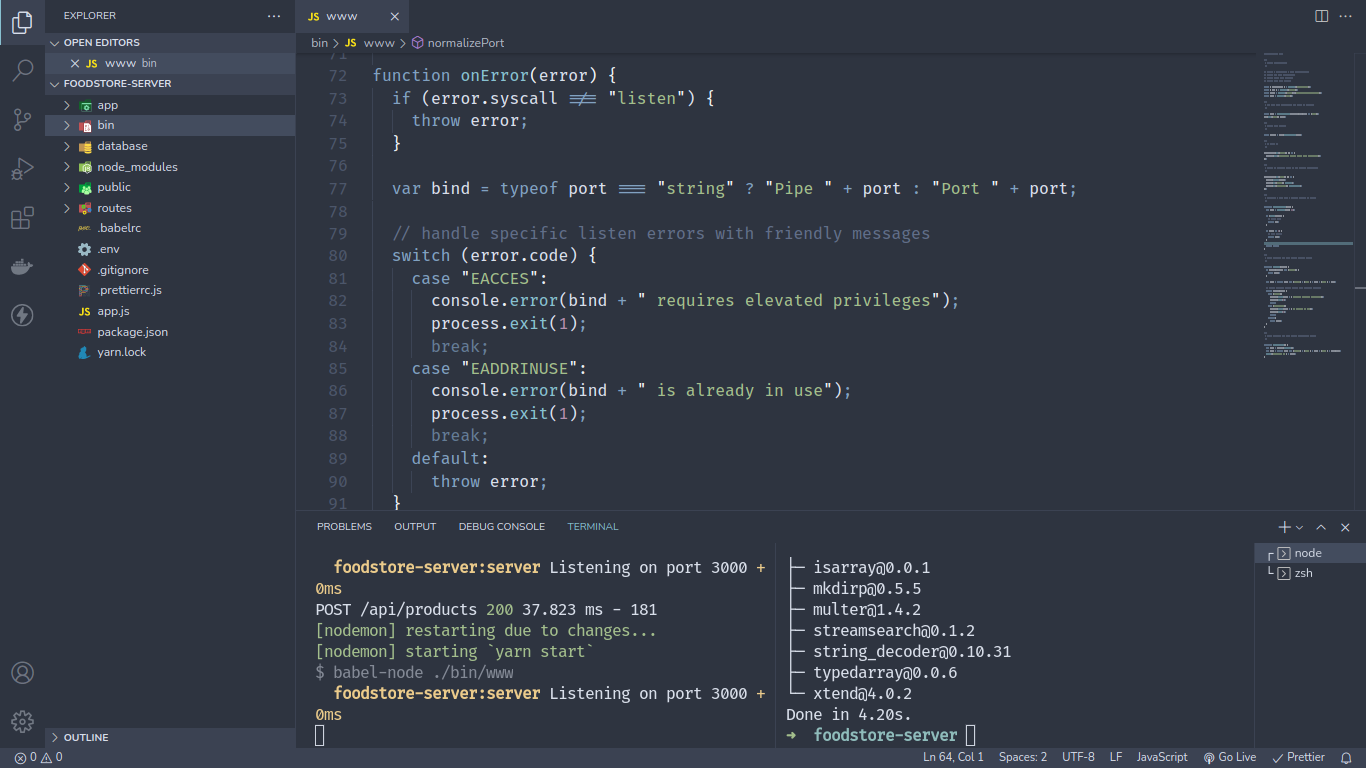 EXPLORER
OPEN EDITORS
JS www bin
FOODSTORE-SERVER
app
bin
database
node_modules
public
routes
.babelrc
.env
.gitignore
.prettierrc.js
JS app.js
package.json
yarn.lock
OUTLINE
JS www
bin > JS www > normalizePort
71
72 function onError(error) {
73 if (error.syscall !== "listen") {
74 throw error;
75 }
76
77 var bind = typeof port === "string" ? "Pipe " + port : "Port " + port;
78
79 // handle specific listen errors with friendly messages
80 switch (error.code) {
81 case "EACCES":
82 console.error(bind + " requires elevated privileges");
83 process.exit(1);
84 break;
85 case "EADDRINUSE":
86 console.error(bind + " is already in use");
87 process.exit(1);
88 break;
89 default:
90 throw error;
91 }
PROBLEMS OUTPUT DEBUG CONSOLE TERMINAL
foodstore-server:server Listening on port 3000 +
0ms
POST /api/products 200 37.823 ms - 181
[nodemon] restarting due to changes...
[nodemon] starting `yarn start`
$ babel-node ./bin/www
foodstore-server:server Listening on port 3000 +
0ms
├─ isarray@0.0.1
├─ mkdirp@0.5.5
├─ multer@1.4.2
├─ streamsearch@0.1.2
├─ string_decoder@0.10.31
├─ typedarray@0.0.6
└─ xtend@4.0.2
Done in 4.20s.
➜ foodstore-server
node
zsh
0 0 Ln 64, Col 1 Spaces: 2 UTF-8 LF JavaScript Go Live Prettier